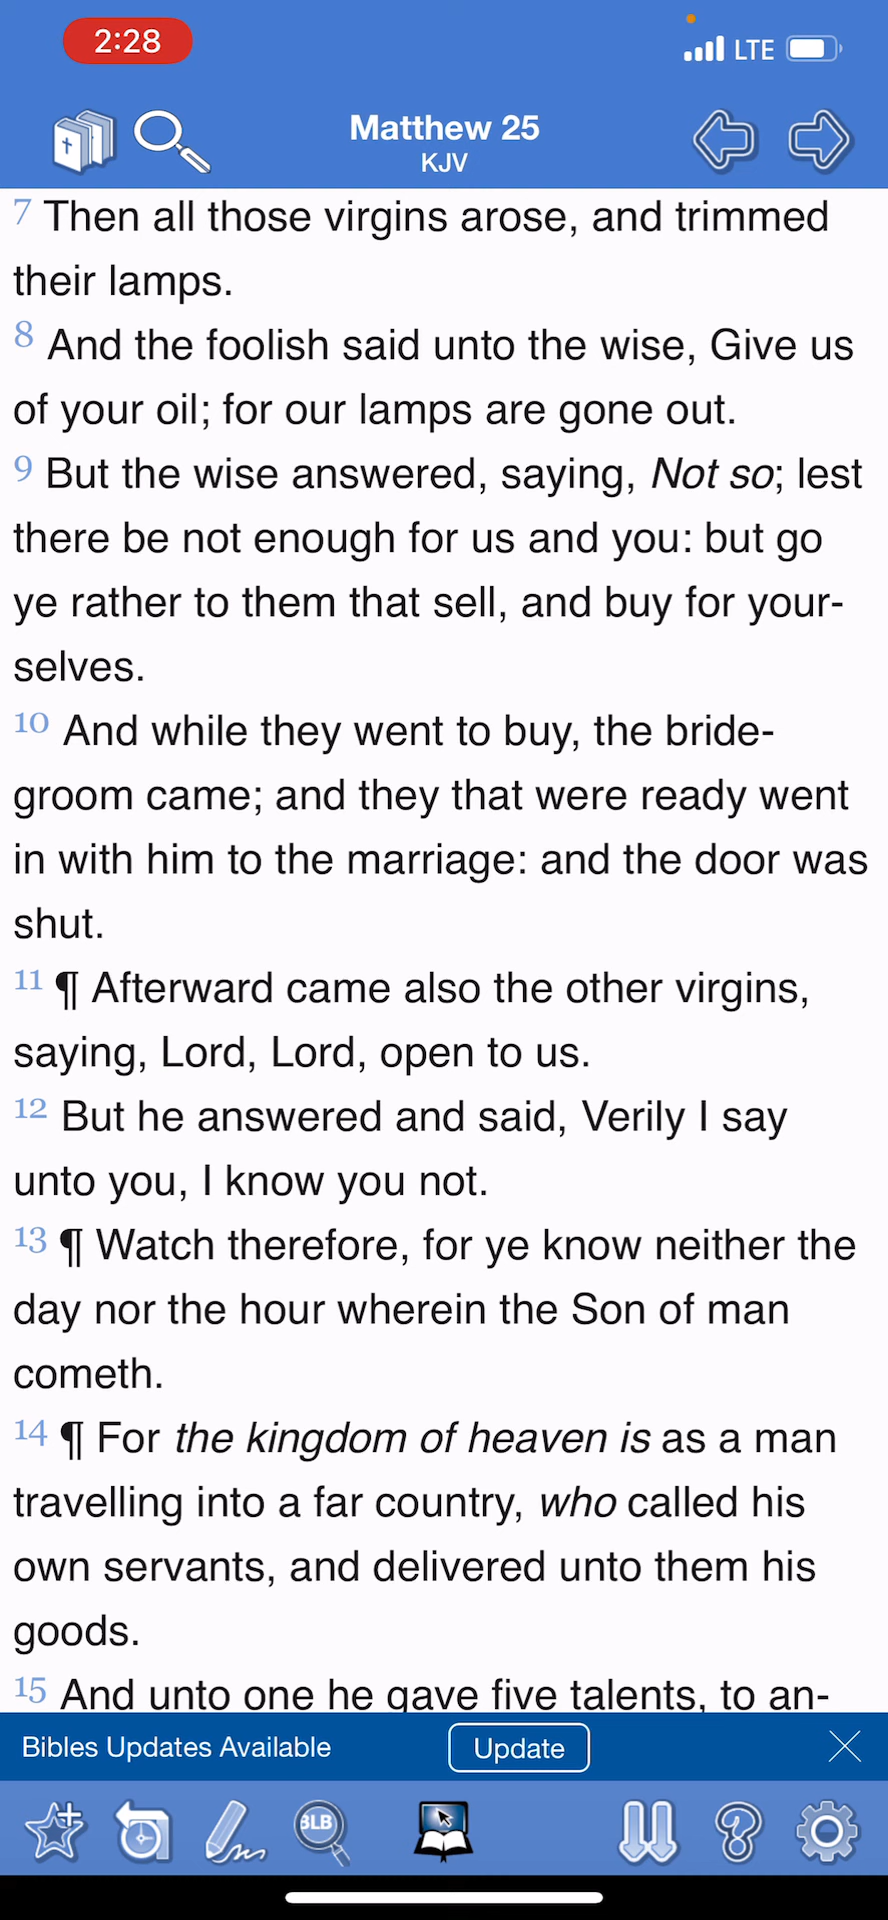 2:28
LTE
Matthew 25
KJV
7 Then all those virgins arose, and trimmed
their lamps.
8 And the foolish said unto the wise, Give us
of your oil; for our lamps are gone out.
9 But the wise answered, saying, Not so; lest
there be not enough for us and you: but go
ye rather to them that sell, and buy for your-
selves.
10 And while they went to buy, the bride-
groom came; and they that were ready went
in with him to the marriage: and the door was
shut.
11 ¶ Afterward came also the other virgins,
saying, Lord, Lord, open to us.
12 But he answered and said, Verily I say
unto you, I know you not.
13 ¶ Watch therefore, for ye know neither the
day nor the hour wherein the Son of man
cometh.
14 ¶ For the kingdom of heaven is as a man
travelling into a far country, who called his
own servants, and delivered unto them his
goods.
15 And unto one he gave five talents, to an-
Bibles Updates Available
Update
BLB